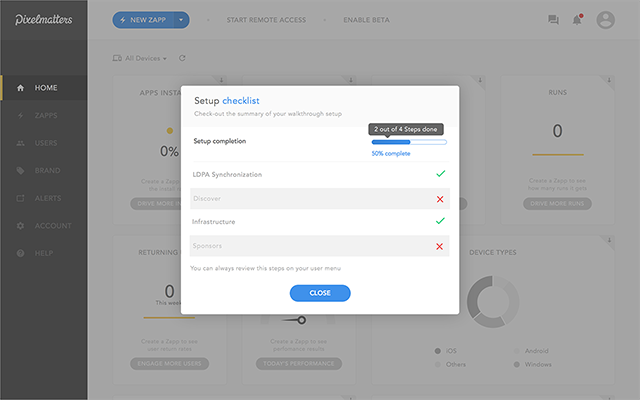 Pixelmatters
NEW ZAPP
START REMOTE ACCESS
ENABLE BETA
All Devices
HOME
ZAPPS
USERS
BRAND
ALERTS
ACCOUNT
HELP
APPS INSTA
0%
Create a Zapp to see
DRIVE MORE IN
RUNS
0
Create a Zapp to see
how many runs it gets
DRIVE MORE RUNS
Setup checklist
Check-out the summary of your walkthrough setup
2 out of 4 Steps done
Setup completion
50% complete
LDPA Synchronization
Discover
Infrastructure
Sponsors
You can always review this steps on your user menu
CLOSE
RETURNING
0
This week
Create a Zapp to see
user return rates
ENGAGE MORE USERS
Create a Zapp to see
perfomance results
TODAY'S PERFORMANCE
DEVICE TYPES
iOS
Android
Others
Windows